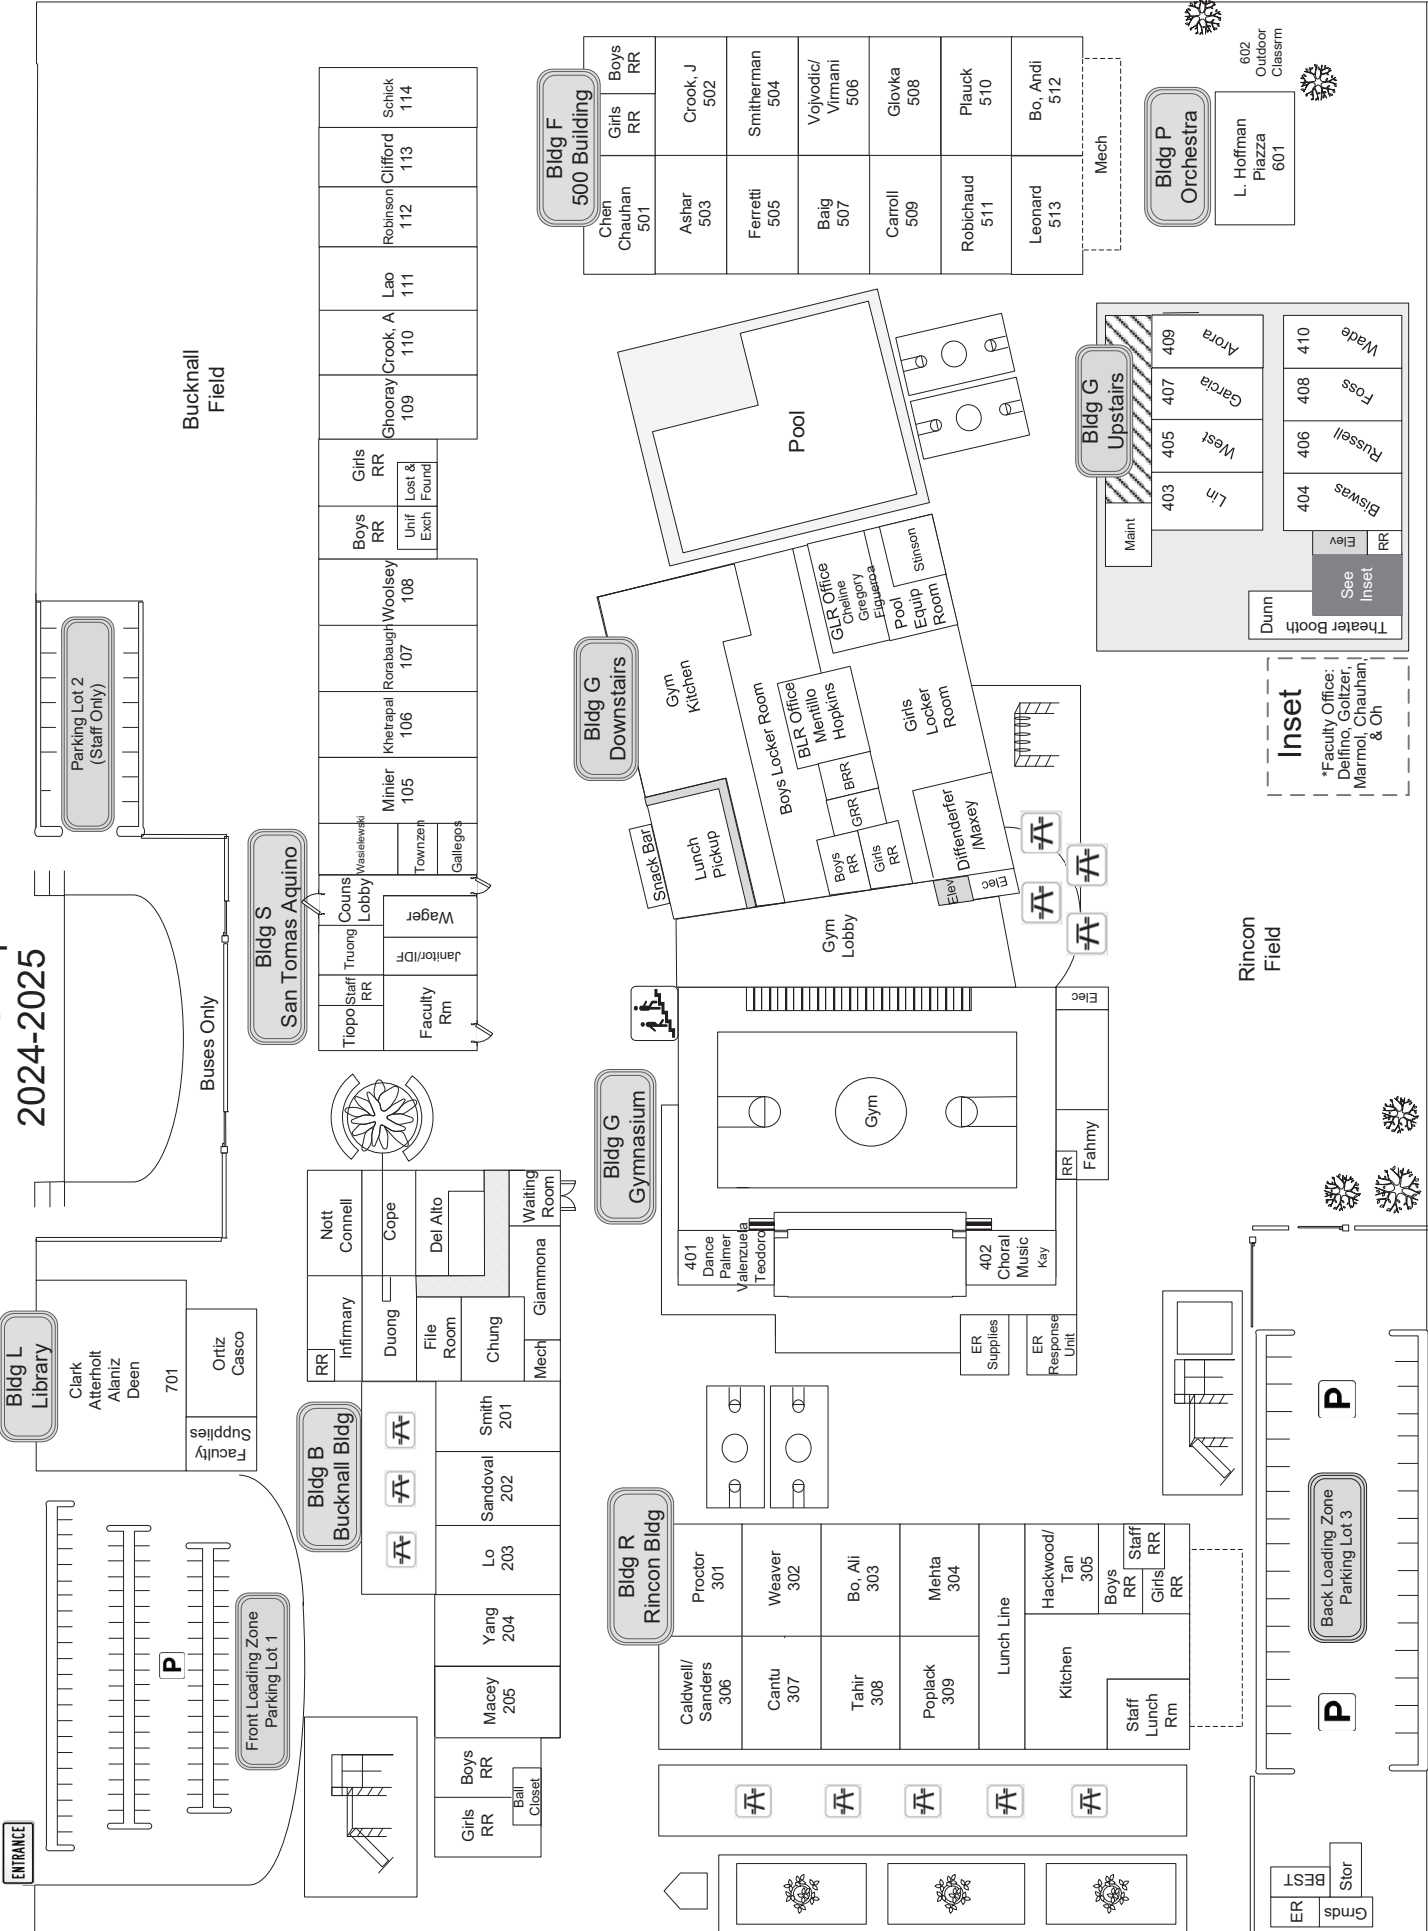 2024-2025
ENTRANCE
P
Front Loading Zone
Parking Lot 1
Bldg L
Library
Clark
Atterholt
Alaniz
Deen
701
Ortiz
Casco
Faculty
Supplies
Buses Only
Parking Lot 2
(Staff Only)
Bucknall
Field
Bldg B
Bucknall Bldg
Girls
RR
Boys
RR
Ball
Closet
Macey
205
Yang
204
Lo
203
Sandoval
202
Smith
201
RR
Infirmary
Nott
Connell
Duong
Cope
File
Room
Del Alto
Chung
Mech
Giammona
Waiting
Room
Bldg S
San Tomas Aquino
Tiopo
Staff
RR
Truong
Couns
Lobby
Faculty
Rm
Janitor/IDF
Wager
Wasielewski
Townzen
Gallegos
Minier
105
Khetrapal
106
Rorabaugh
107
Woolsey
108
Boys
RR
Unif
Exch
Girls
RR
Lost &
Found
Ghooray
109
Crook, A
110
Lao
111
Robinson
112
Clifford
113
Schick
114
Bldg F
500 Building
Girls
RR
Boys
RR
Chen
Chauhan
501
Crook, J
502
Ashar
503
Smitherman
504
Ferretti
505
Vojvodic/
Virmani
506
Baig
507
Glovka
508
Carroll
509
Plauck
510
Robichaud
511
Bo, Andi
512
Leonard
513
Mech
Bldg P
Orchestra
L. Hoffman
Piazza
601
602
Outdoor
Classrm
Bldg G
Downstairs
Snack Bar
Lunch
Pickup
Gym
Kitchen
Boys Locker Room
BLR Office
Mentillo
Hopkins
GLR Office
Cheline
Gregory
Figueroa
Pool
Equip
Room
Stinson
Girls
Locker
Room
BRR
GRR
Boys
RR
Girls
RR
Diffenderfer
/Maxey
Elev
Elec
Gym
Lobby
Pool
Bldg G
Upstairs
Maint
403
Lin
405
West
407
Garcia
409
Arora
404
Biswas
406
Russell
408
Foss
410
Wade
Elev
RR
See
Inset
Dunn
Theater Booth
Inset
*Faculty Office:
Delfino, Goltzer,
Marmol, Chauhan,
& Oh
Bldg G
Gymnasium
Gym
Elec
RR
Fahmy
401
Dance
Palmer
Valenzuela
Teodoro
402
Choral
Music
Kay
ER
Supplies
ER
Response
Unit
Rincon
Field
Bldg R
Rincon Bldg
Proctor
301
Weaver
302
Bo, Ali
303
Mehta
304
Lunch Line
Hackwood/
Tan
305
Boys
RR
Staff
RR
Girls
RR
Caldwell/
Sanders
306
Cantu
307
Tahir
308
Poplack
309
Kitchen
Staff
Lunch
Rm
Back Loading Zone
Parking Lot 3
P
P
BEST
Stor
ER
Grnds